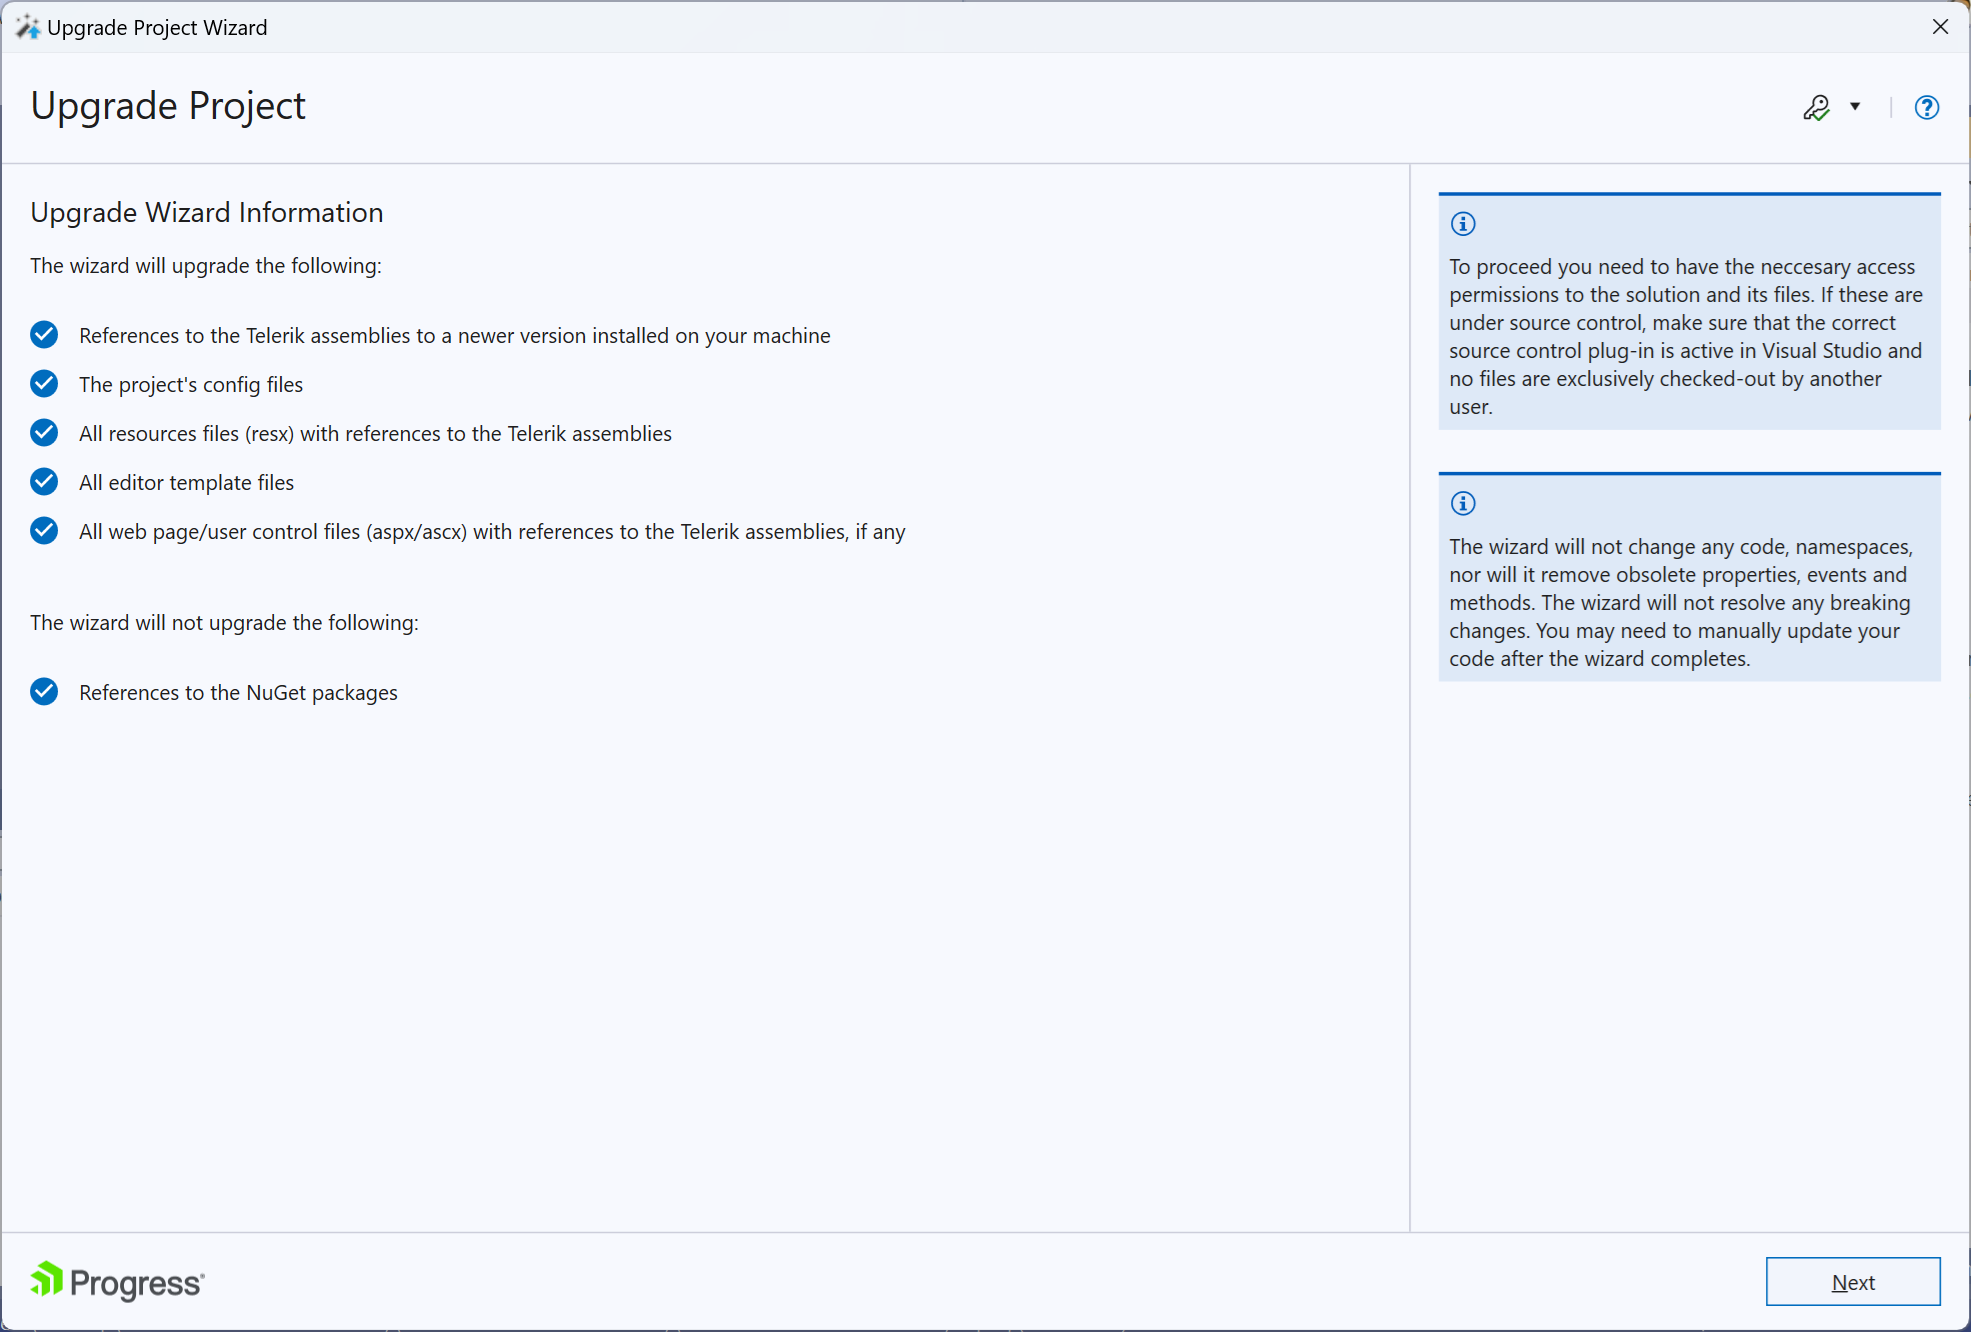 Upgrade Project Wizard
Upgrade Project
Upgrade Wizard Information
The wizard will upgrade the following:
References to the Telerik assemblies to a newer version installed on your machine
The project's config files
All resources files (resx) with references to the Telerik assemblies
All editor template files
All web page/user control files (aspx/ascx) with references to the Telerik assemblies, if any
The wizard will not upgrade the following:
References to the NuGet packages
To proceed you need to have the neccesary access
permissions to the solution and its files. If these are
under source control, make sure that the correct
source control plug-in is active in Visual Studio and
no files are exclusively checked-out by another
user.
The wizard will not change any code, namespaces,
nor will it remove obsolete properties, events and
methods. The wizard will not resolve any breaking
changes. You may need to manually update your
code after the wizard completes.
Progress®
Next